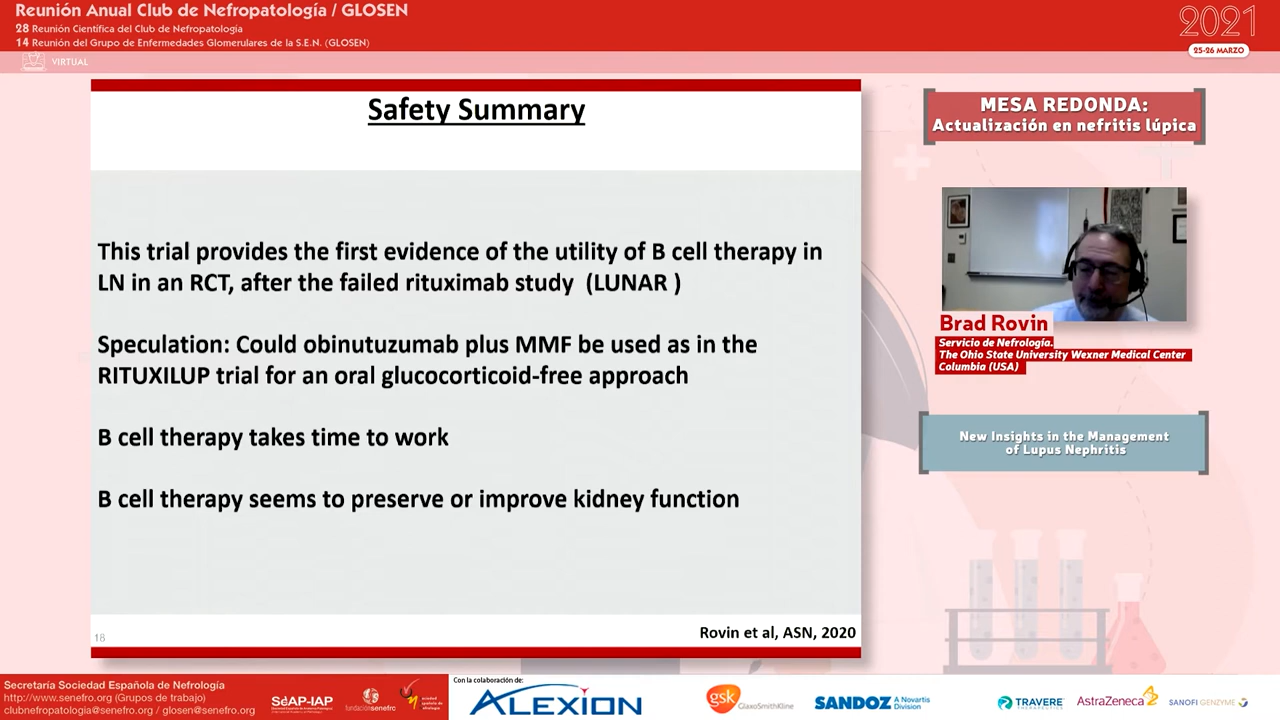 Reunión Anual Club de Nefropatología / GLOSEN
28 Reunión Científica del Club de Nefropatología
14 Reunión del Grupo de Enfermedades Glomerulares de la S.E.N. (GLOSEN)
VIRTUAL
2021
25-26 MARZO
Safety Summary
This trial provides the first evidence of the utility of B cell therapy in
LN in an RCT, after the failed rituximab study (LUNAR )
Speculation: Could obinutuzumab plus MMF be used as in the
RITUXILUP trial for an oral glucocorticoid-free approach
B cell therapy takes time to work
B cell therapy seems to preserve or improve kidney function
18
Rovin et al, ASN, 2020
MESA REDONDA:
Actualización en nefritis lúpica
Brad Rovin
Servicio de Nefrología.
The Ohio State University Wexner Medical Center
Columbia (USA)
New Insights in the Management
of Lupus Nephritis
Secretaría Sociedad Española de Nefrología
http://www.senefro.org (Grupos de trabajo)
clubnefropatologia@senefro.org / glosen@senefro.org
SEAP-IAP
fundaciónsenefro
Con la colaboración de:
ALEXION
gsk
GlaxoSmithKline
SANDOZ A Novartis
Division
TRAVERE
THERAPEUTICS
AstraZeneca
SANOFI GENZYME